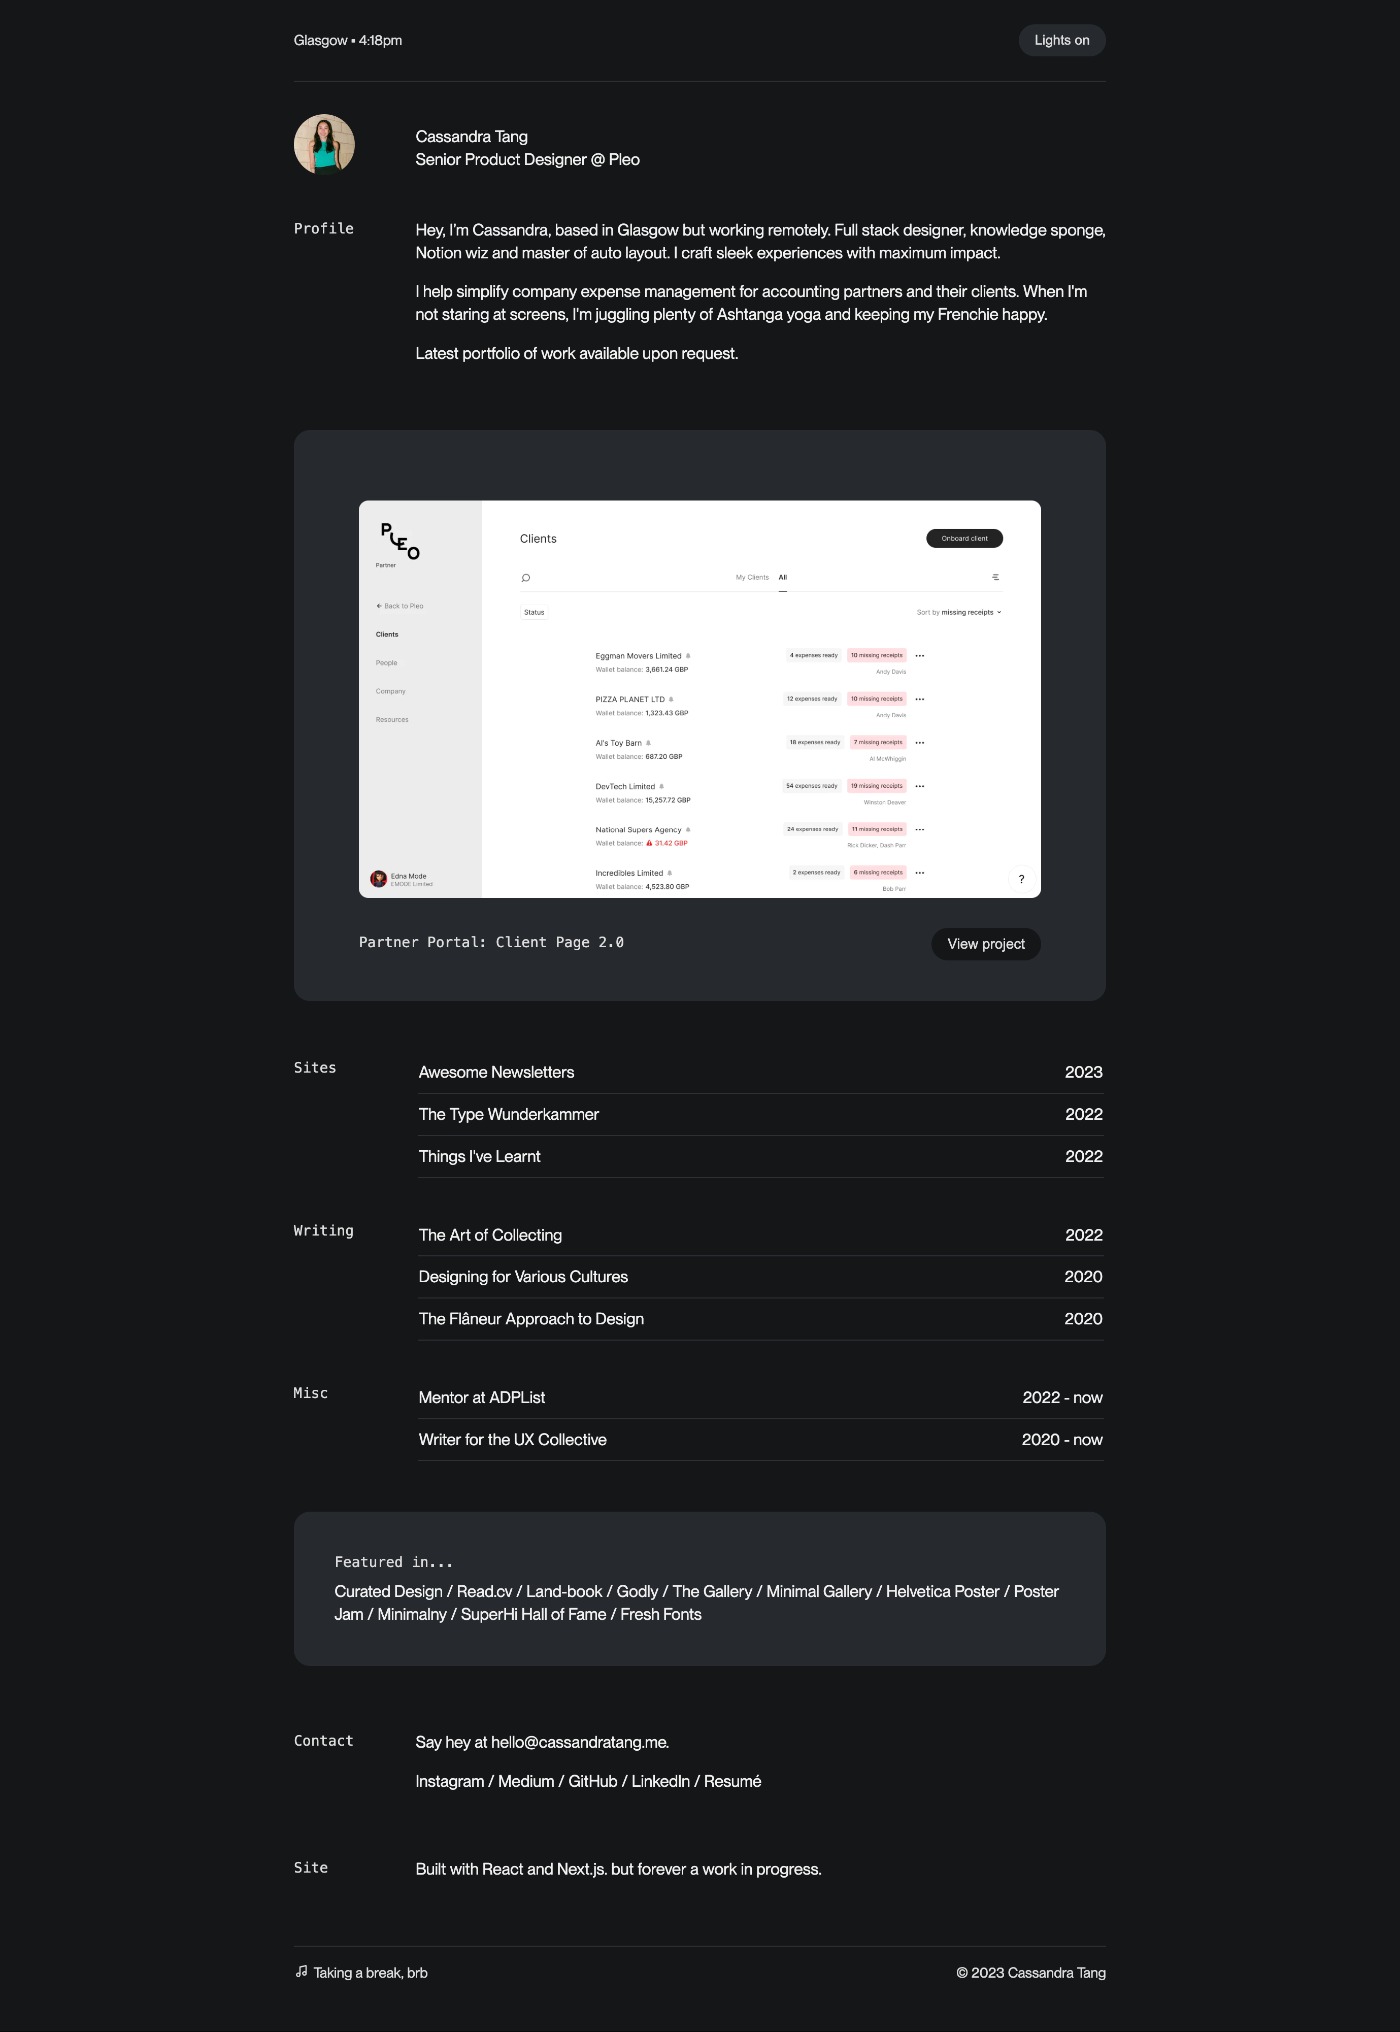 Glasgow • 4:18pm
Lights on
Cassandra Tang
Senior Product Designer @ Pleo
Profile
Hey, I'm Cassandra, based in Glasgow but working remotely. Full stack designer, knowledge sponge,
Notion wiz and master of auto layout. I craft sleek experiences with maximum impact.
I help simplify company expense management for accounting partners and their clients. When I'm
not staring at screens, I'm juggling plenty of Ashtanga yoga and keeping my Frenchie happy.
Latest portfolio of work available upon request.
PLEO
Partner
← Back to Pleo
Clients
People
Company
Resources
Edna Mode
EMODE Limited
Clients
Onboard client
My Clients All
Status
Sort by missing receipts
Eggman Movers Limited
4 expenses ready 10 missing receipts ...
Wallet balance: 3,661.24 GBP
Andy Davis
PIZZA PLANET LTD
12 expenses ready 10 missing receipts ...
Wallet balance: 1,323.43 GBP
Andy Davis
Al's Toy Barn
18 expenses ready 7 missing receipts ...
Wallet balance: 687.20 GBP
Al McWhiggin
DevTech Limited
54 expenses ready 19 missing receipts ...
Wallet balance: 15,257.72 GBP
Winston Deaver
National Supers Agency
24 expenses ready 11 missing receipts ...
Wallet balance: 31.42 GBP
Rick Dicker, Dash Parr
Incredibles Limited
2 expenses ready 6 missing receipts ...
Wallet balance: 4,523.80 GBP
Bob Parr
?
Partner Portal: Client Page 2.0
View project
Sites
Awesome Newsletters 2023
The Type Wunderkammer 2022
Things I've Learnt 2022
Writing
The Art of Collecting 2022
Designing for Various Cultures 2020
The Flâneur Approach to Design 2020
Misc
Mentor at ADPList 2022 - now
Writer for the UX Collective 2020 - now
Featured in...
Curated Design / Read.cv / Land-book / Godly / The Gallery / Minimal Gallery / Helvetica Poster / Poster
Jam / Minimalny / SuperHi Hall of Fame / Fresh Fonts
Contact
Say hey at hello@cassandratang.me.
Instagram / Medium / GitHub / LinkedIn / Resumé
Site
Built with React and Next.js. but forever a work in progress.
Taking a break, brb
© 2023 Cassandra Tang